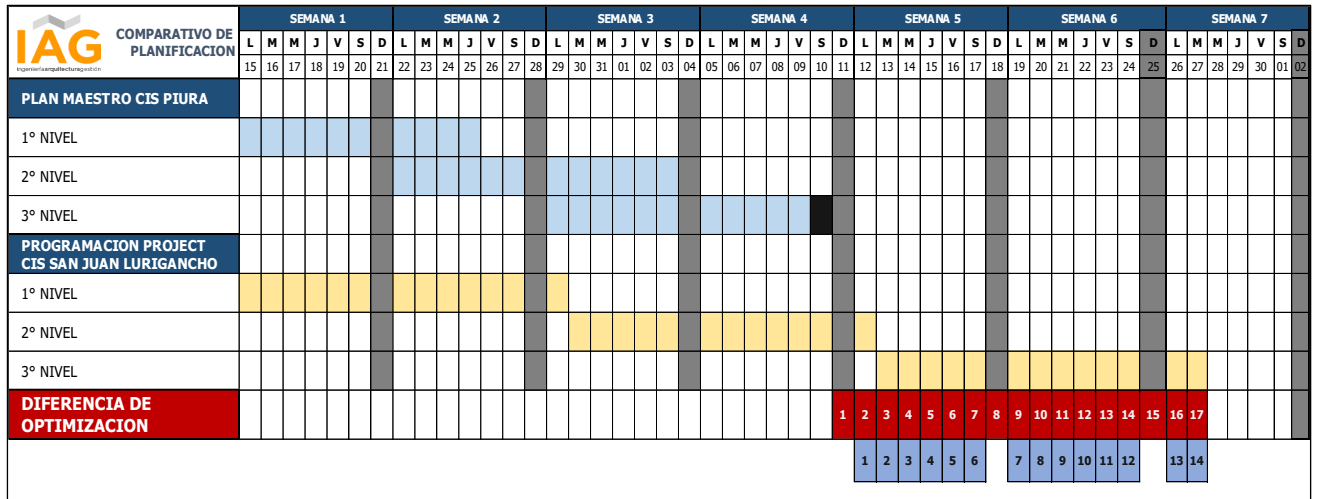 IAG
ingenieríaarquitecturagestión
COMPARATIVO DE
PLANIFICACION
SEMANA 1 SEMANA 2 SEMANA 3 SEMANA 4 SEMANA 5 SEMANA 6 SEMANA 7
L M M J V S D L M M J V S D L M M J V S D L M M J V S D L M M J V S D L M M J V S D L M M J V S D
15 16 17 18 19 20 21 22 23 24 25 26 27 28 29 30 31 01 02 03 04 05 06 07 08 09 10 11 12 13 14 15 16 17 18 19 20 21 22 23 24 25 26 27 28 29 30 01 02
PLAN MAESTRO CIS PIURA
1° NIVEL
2° NIVEL
3° NIVEL
PROGRAMACION PROJECT
CIS SAN JUAN LURIGANCHO
1° NIVEL
2° NIVEL
3° NIVEL
DIFERENCIA DE
OPTIMIZACION
1 2 3 4 5 6 7 8 9 10 11 12 13 14 15 16 17
1 2 3 4 5 6 7 8 9 10 11 12 13 14